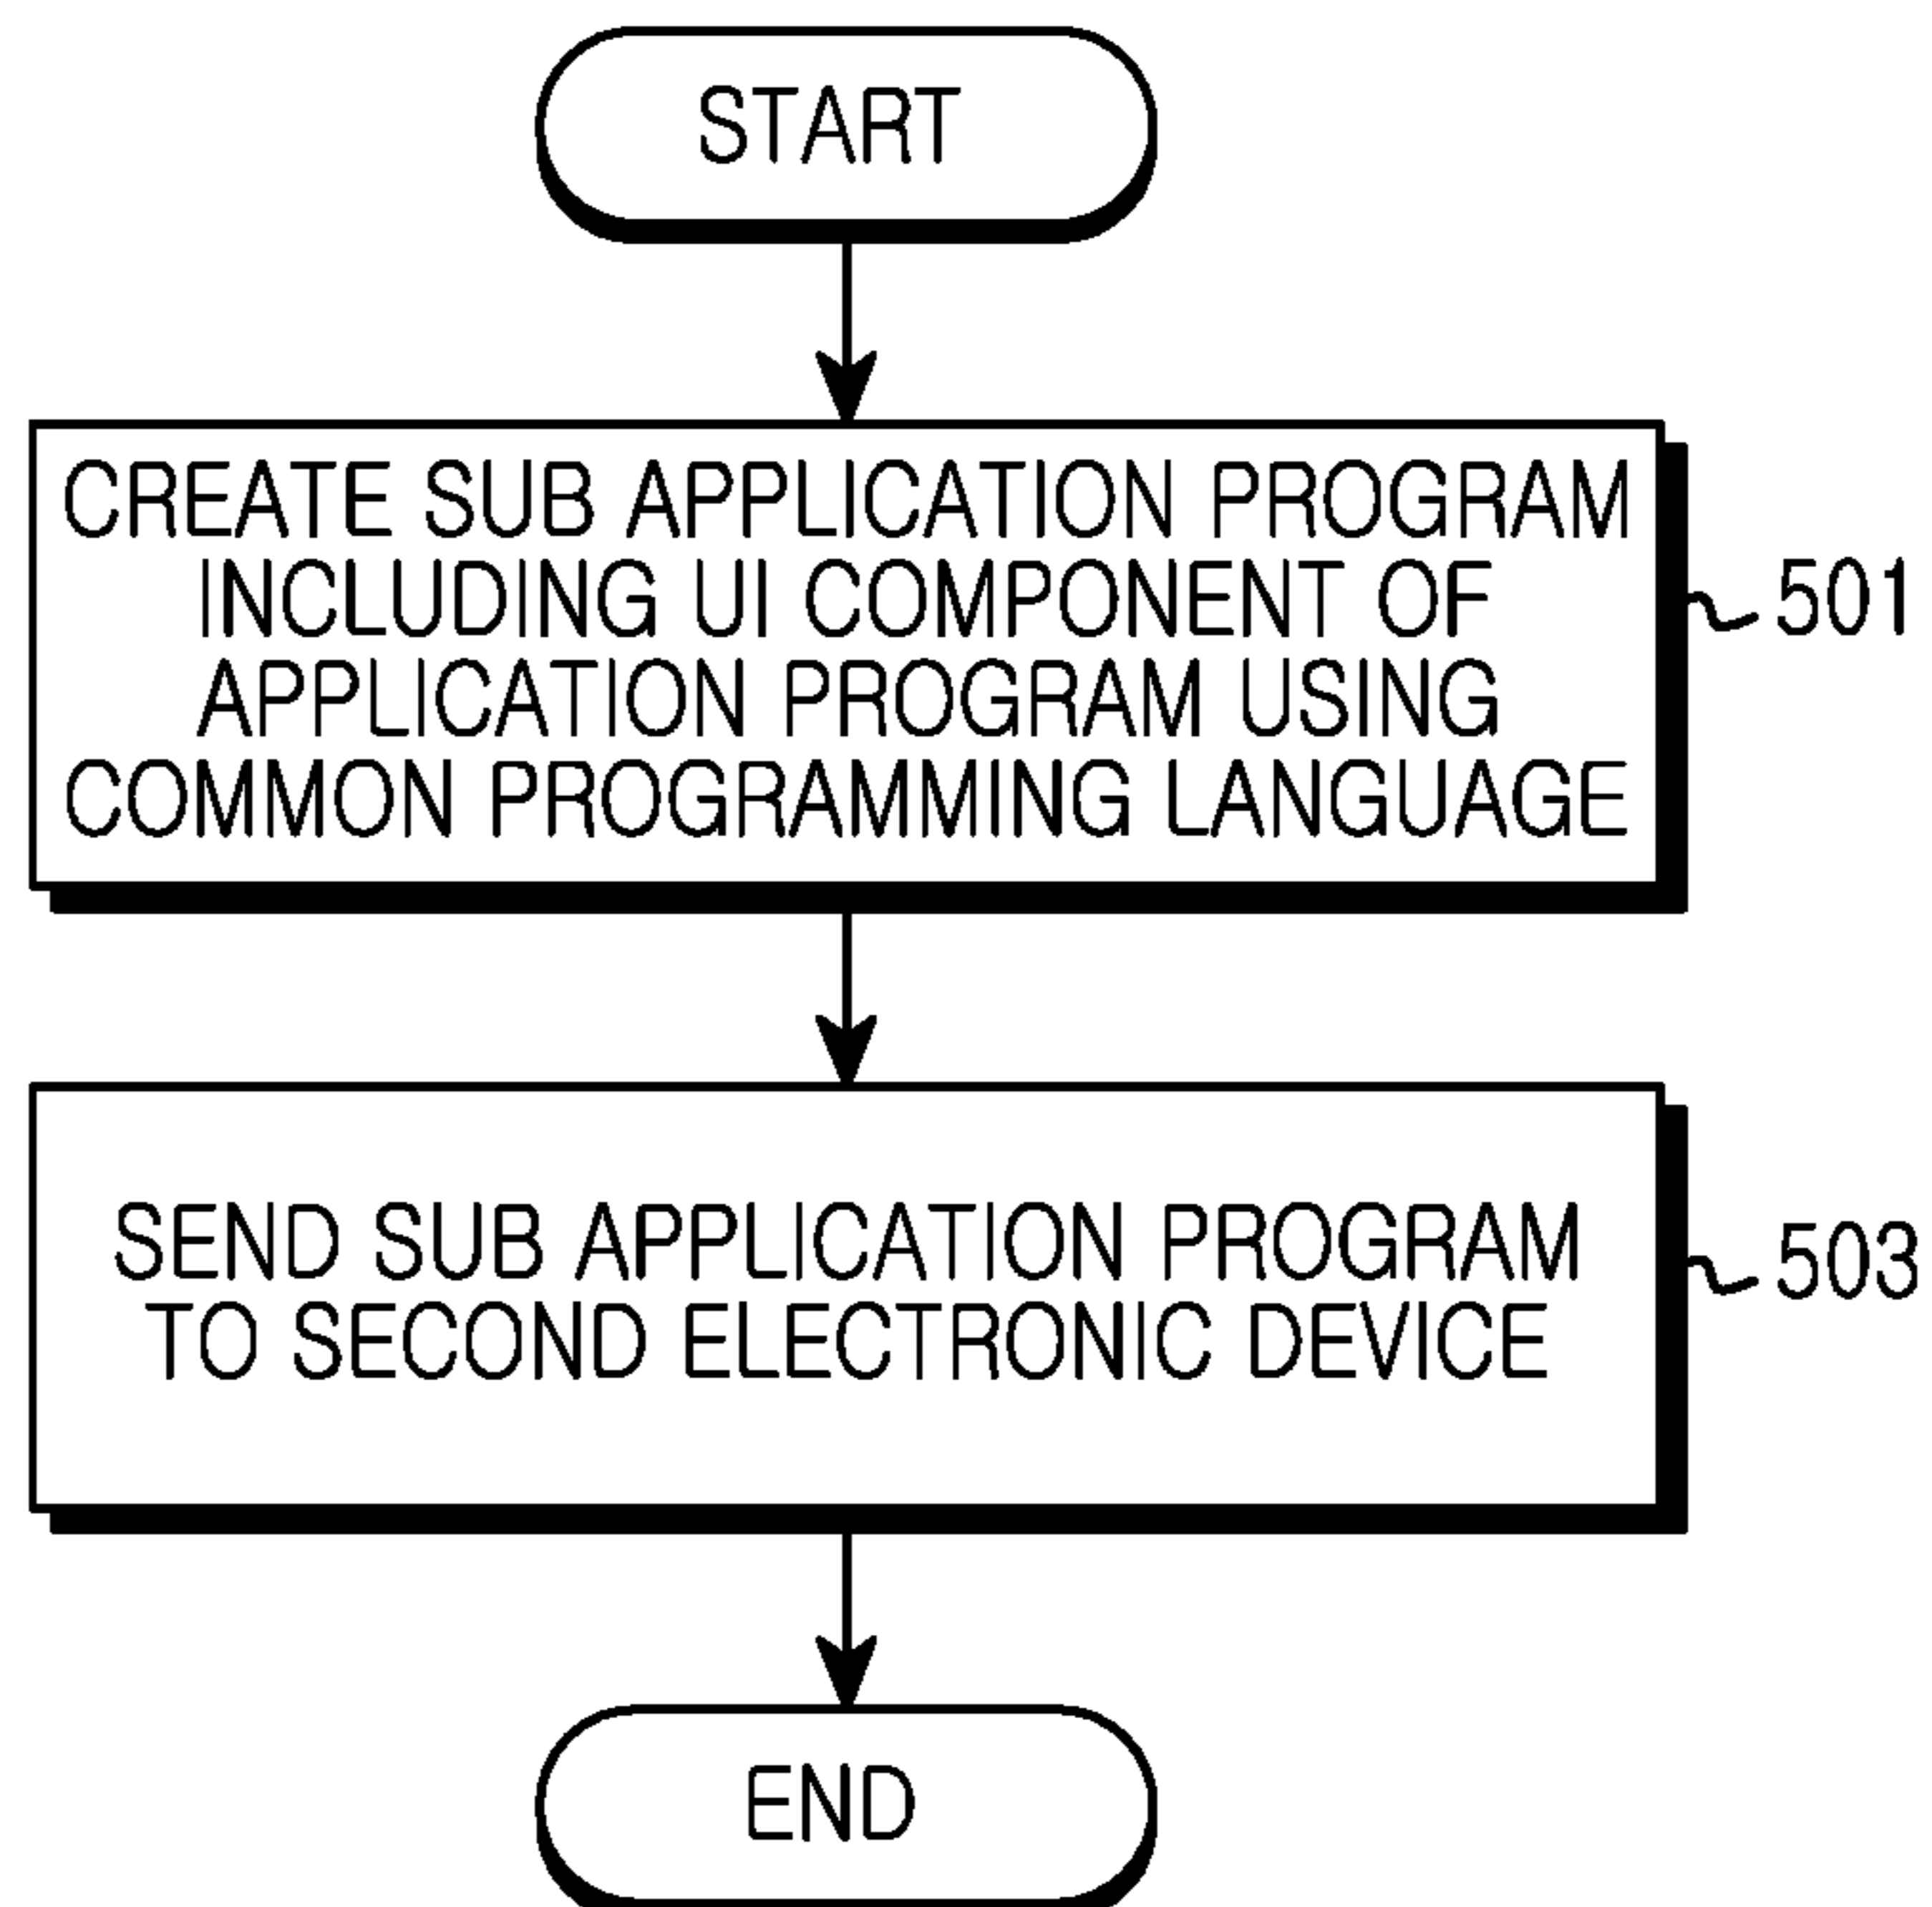 START
CREATE SUB APPLICATION PROGRAM
INCLUDING UI COMPONENT OF
APPLICATION PROGRAM USING
COMMON PROGRAMMING LANGUAGE
501
SEND SUB APPLICATION PROGRAM
TO SECOND ELECTRONIC DEVICE
503
END